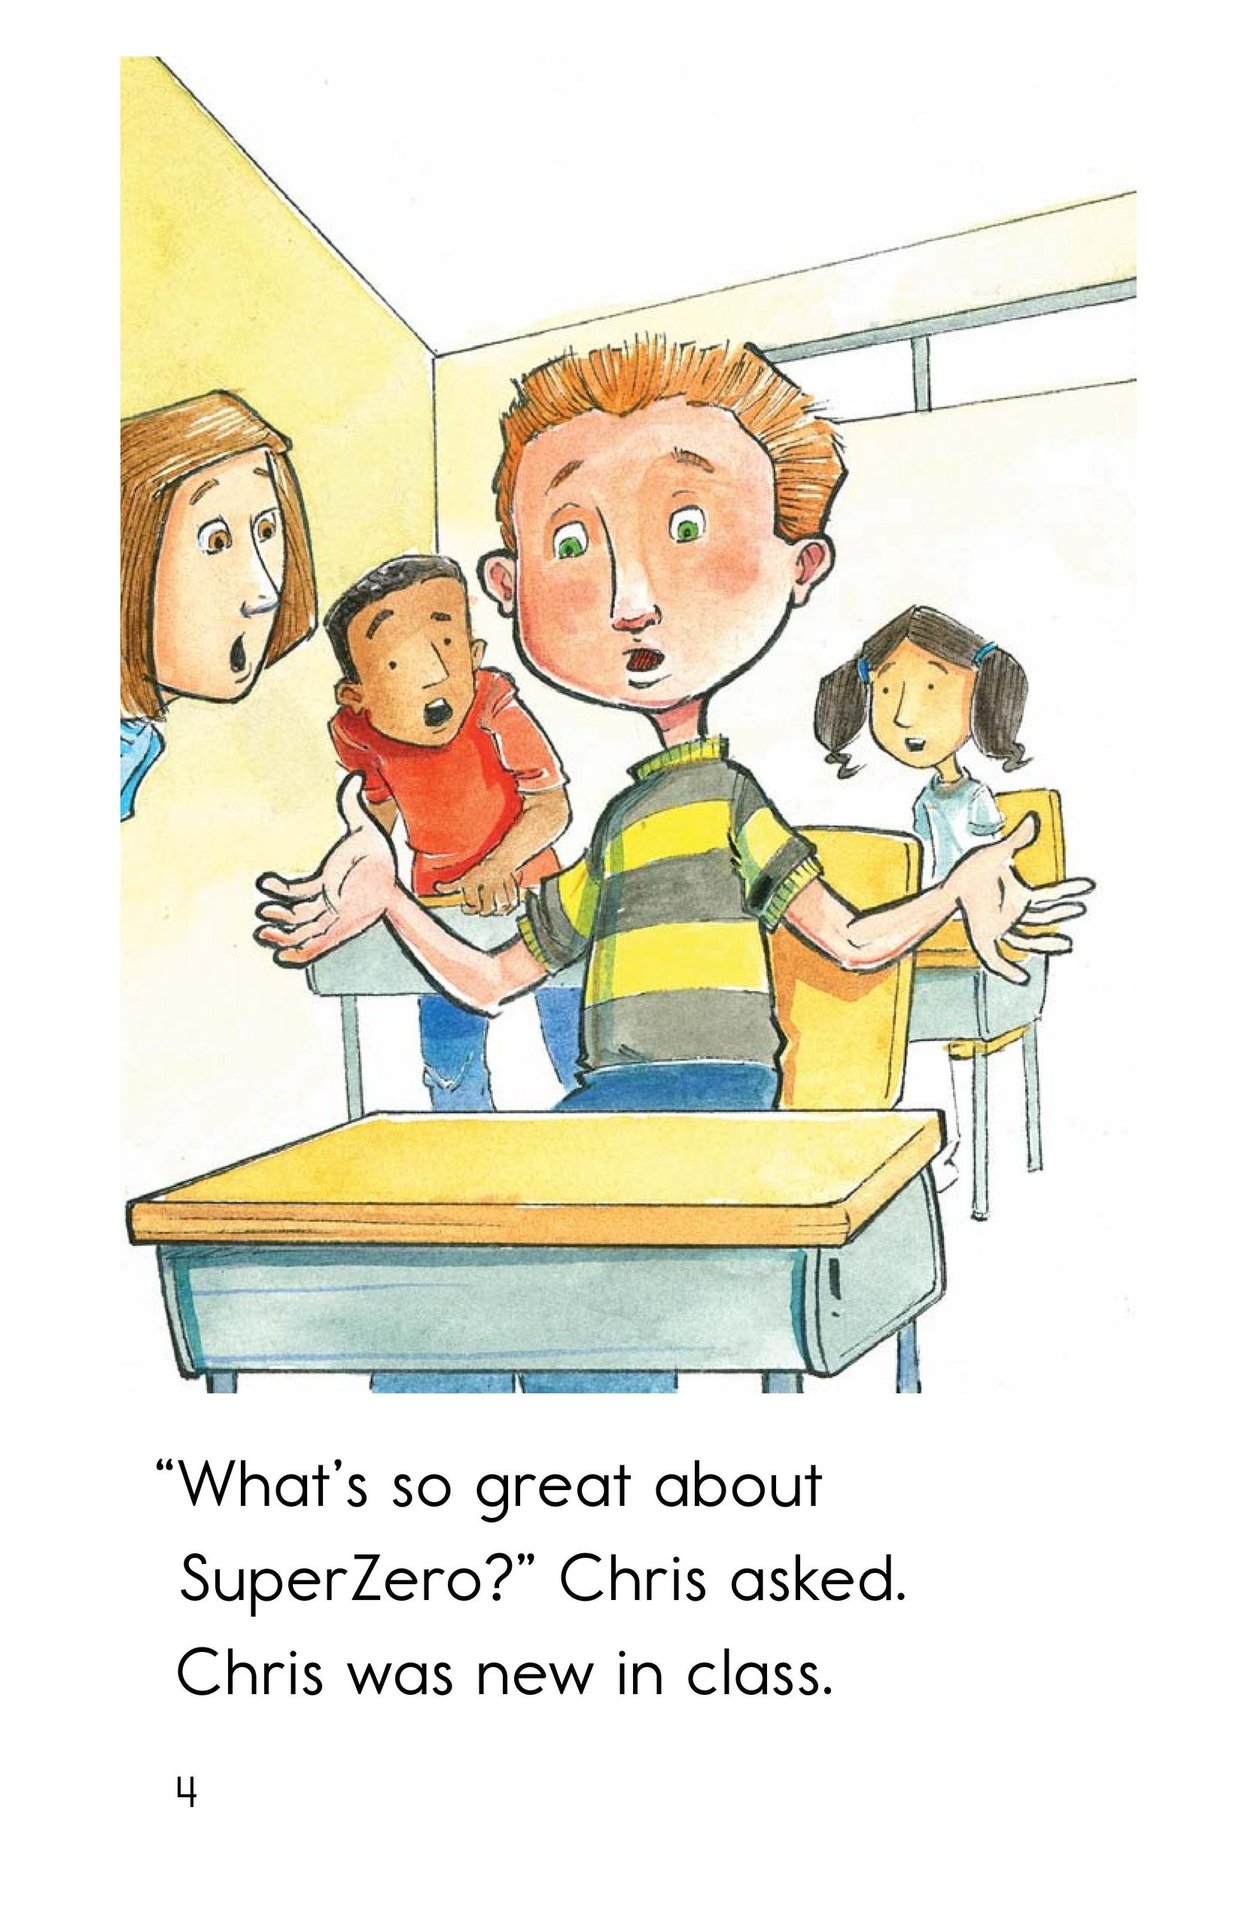 “What’s so great about
SuperZero?” Chris asked.
Chris was new in class.
4